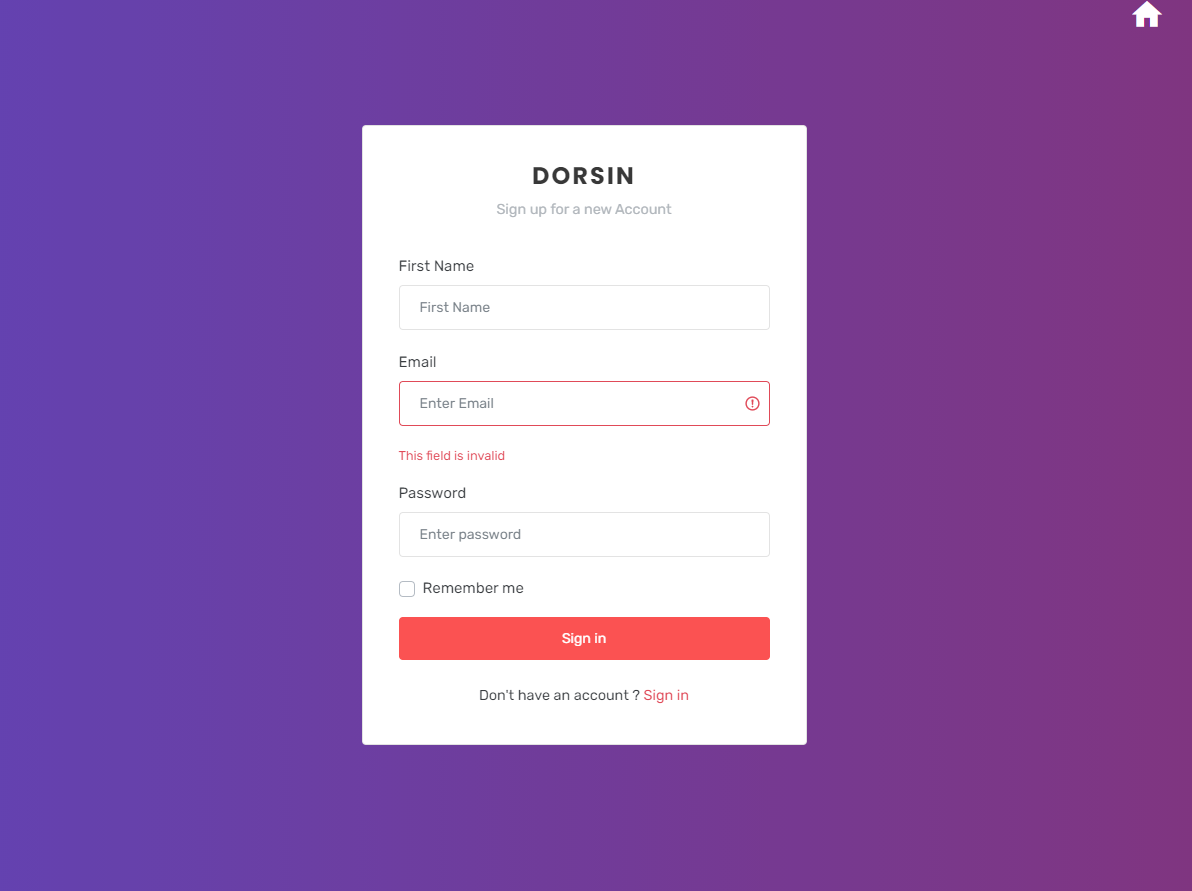 DORSIN
Sign up for a new Account
First Name
First Name
Email
Enter Email
This field is invalid
Password
Enter password
Remember me
Sign in
Don't have an account ? Sign in